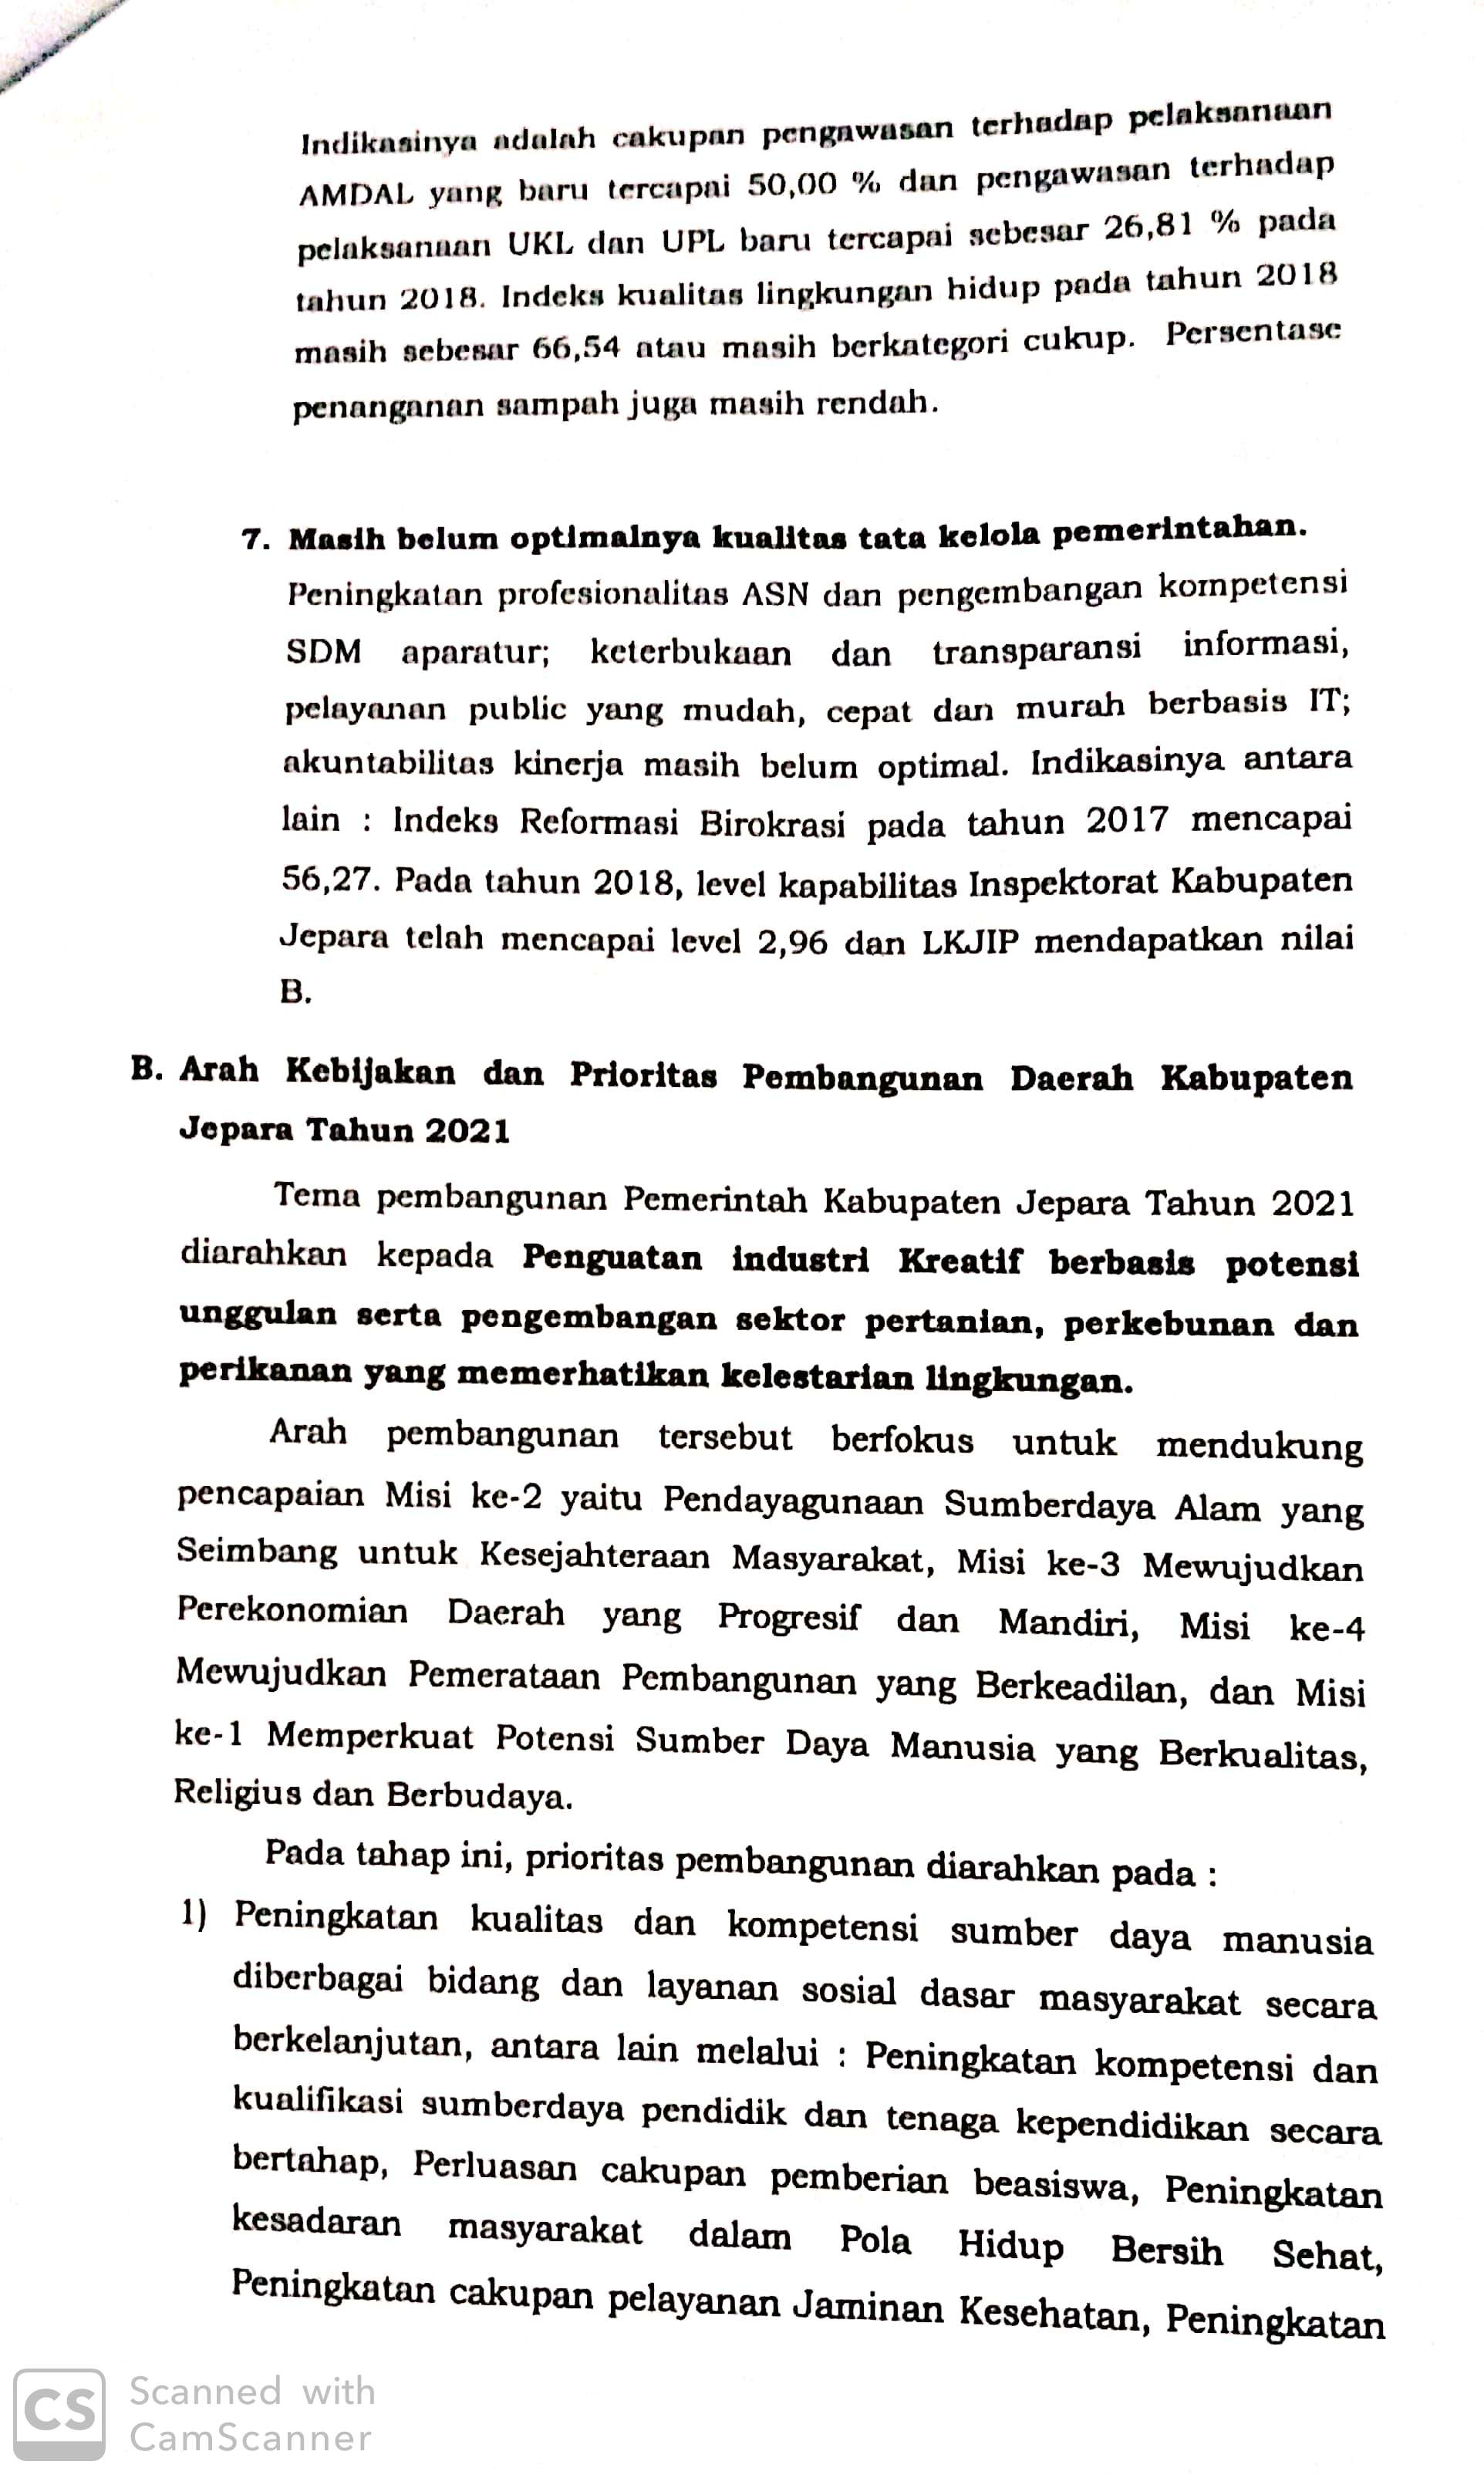 Indikasinya adalah cakupan pengawasan terhadap pelaksanaan
AMDAL yang baru tercapai 50,00 % dan pengawasan terhadap
pelaksanaan UKL dan UPL baru tercapai sebesar 26,81 % pada
tahun 2018. Indeks kualitas lingkungan hidup pada tahun 2018
masih sebesar 66,54 atau masih berkategori cukup. Persentase
penanganan sampah juga masih rendah.
7. Masih belum optimalnya kualitas tata kelola pemerintahan.
Peningkatan profesionalitas ASN dan pengembangan kompetensi
SDM aparatur; keterbukaan dan transparansi informasi,
pelayanan public yang mudah, cepat dan murah berbasis IT;
akuntabilitas kinerja masih belum optimal. Indikasinya antara
lain : Indeks Reformasi Birokrasi pada tahun 2017 mencapai
56,27. Pada tahun 2018, level kapabilitas Inspektorat Kabupaten
Jepara telah mencapai level 2,96 dan LKJIP mendapatkan nilai
B.
B. Arah Kebijakan dan Prioritas Pembangunan Daerah Kabupaten
Jepara Tahun 2021
Tema pembangunan Pemerintah Kabupaten Jepara Tahun 2021
diarahkan kepada Penguatan industri Kreatif berbasis potensi
unggulan serta pengembangan sektor pertanian, perkebunan dan
perikanan yang memerhatikan kelestarian lingkungan.
Arah pembangunan tersebut berfokus untuk mendukung
pencapaian Misi ke-2 yaitu Pendayagunaan Sumberdaya Alam yang
Seimbang untuk Kesejahteraan Masyarakat, Misi ke-3 Mewujudkan
Perekonomian Daerah yang Progresif dan Mandiri, Misi ke-4
Mewujudkan Pemerataan Pembangunan yang Berkeadilan, dan Misi
ke-1 Memperkuat Potensi Sumber Daya Manusia yang Berkualitas,
Religius dan Berbudaya.
Pada tahap ini, prioritas pembangunan diarahkan pada :
1) Peningkatan kualitas dan kompetensi sumber daya manusia
diberbagai bidang dan layanan sosial dasar masyarakat secara
berkelanjutan, antara lain melalui : Peningkatan kompetensi dan
kualifikasi sumberdaya pendidik dan tenaga kependidikan secara
bertahap, Perluasan cakupan pemberian beasiswa, Peningkatan
kesadaran masyarakat dalam Pola Hidup Bersih Sehat,
Peningkatan cakupan pelayanan Jaminan Kesehatan, Peningkatan
CS Scanned with
CamScanner